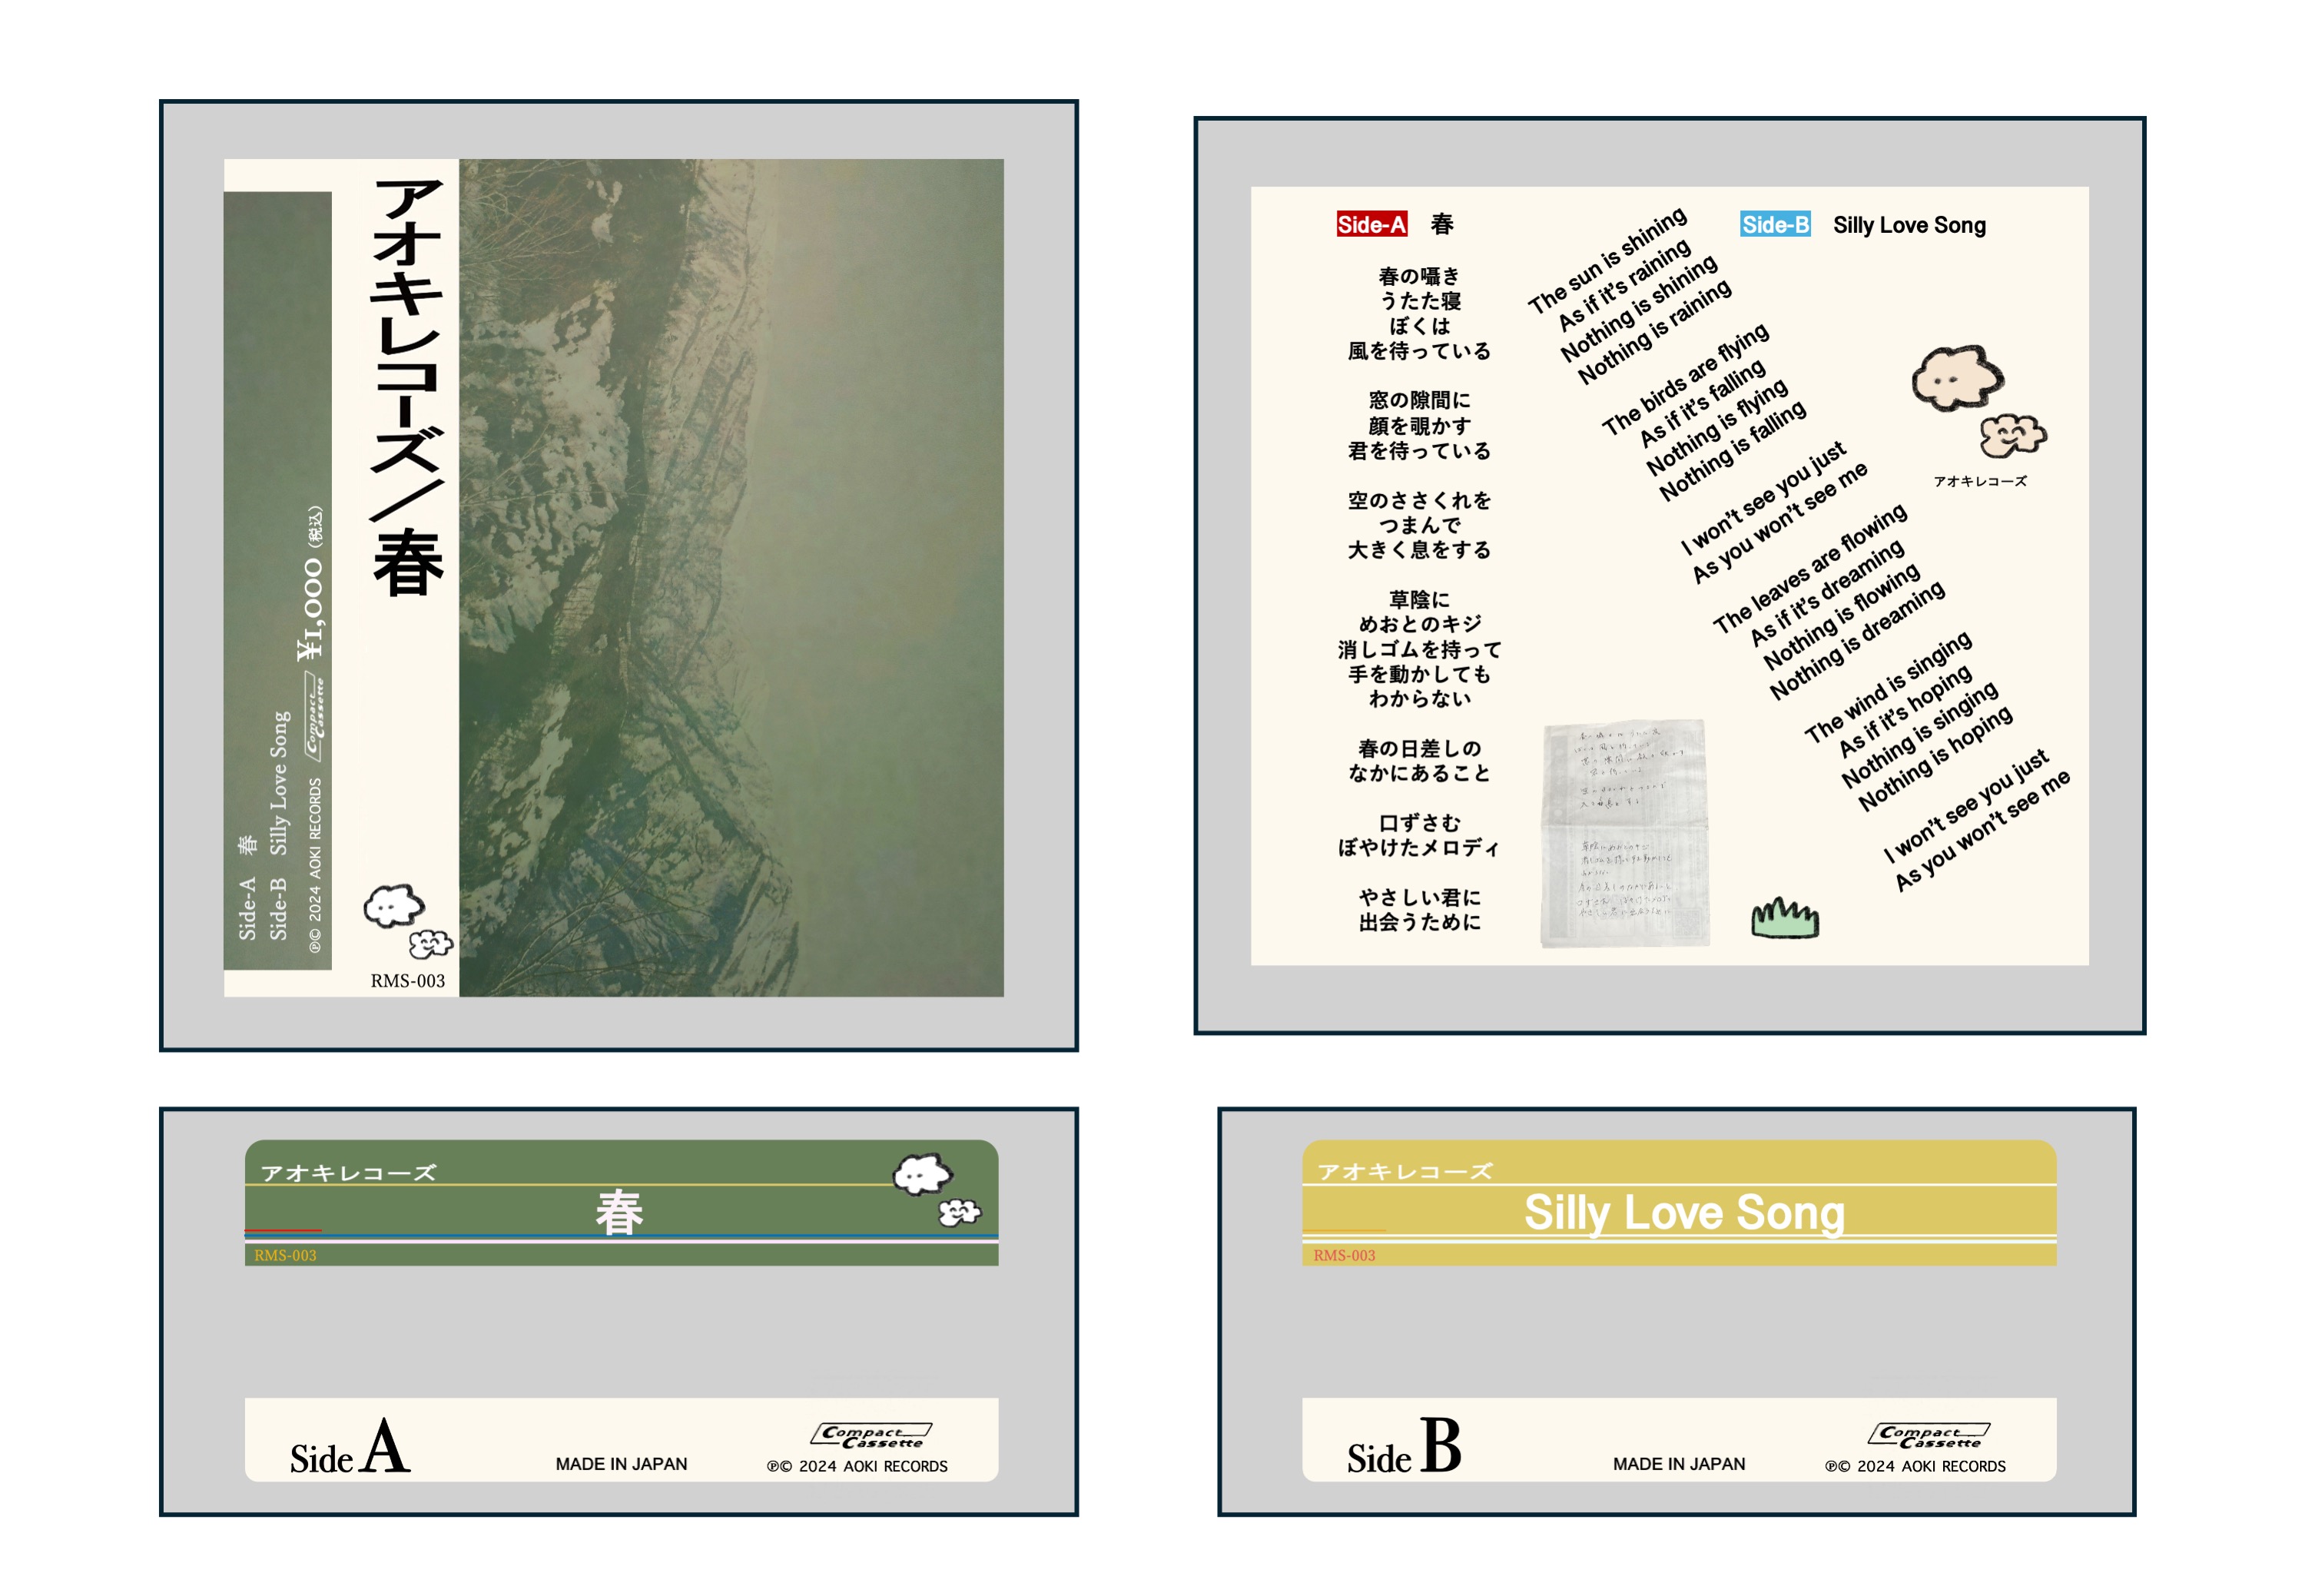 アオキレコーズ／春
RMS-003
Side-A 春
Side-B Silly Love Song
℗© 2024 AOKI RECORDS
Compact
Cassette
¥1,000（税込）
Side-A 春
春の囁き
うたた寝
ぼくは
風を待っている
窓の隙間に
顔を覗かす
君を待っている
空のささくれを
つまんで
大きく息をする
草陰に
めおとのキジ
消しゴムを持って
手を動かしても
わからない
春の日差しの
なかにあること
口ずさむ
ぼやけたメロディ
やさしい君に
出会うために
Side-B Silly Love Song
The sun is shining
As if it's raining
Nothing is shining
Nothing is raining
The birds are flying
As if it's falling
Nothing is flying
Nothing is falling
I won't see you just
As you won't see me
The leaves are flowing
As if it's dreaming
Nothing is flowing
Nothing is dreaming
The wind is singing
As if it's hoping
Nothing is singing
Nothing is hoping
I won't see you just
As you won't see me
アオキレコーズ
アオキレコーズ
春
RMS-003
Side A
MADE IN JAPAN
Compact
Cassette
℗© 2024 AOKI RECORDS
アオキレコーズ
Silly Love Song
RMS-003
Side B
MADE IN JAPAN
Compact
Cassette
℗© 2024 AOKI RECORDS